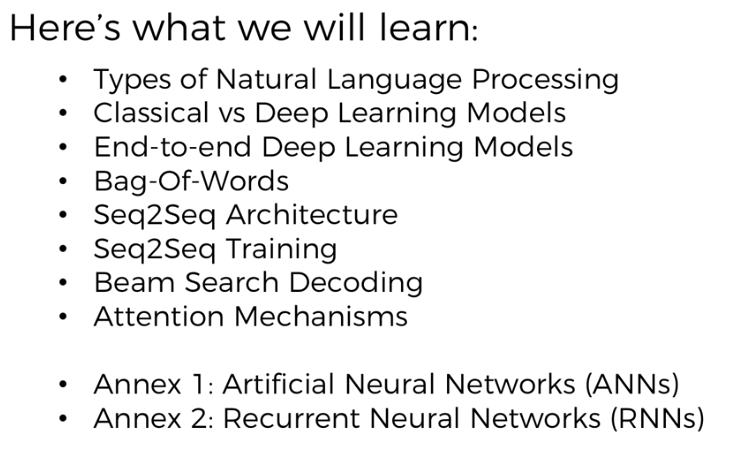 Here's what we will learn:
• Types of Natural Language Processing
• Classical vs Deep Learning Models
• End-to-end Deep Learning Models
• Bag-Of-Words
• Seq2Seq Architecture
• Seq2Seq Training
• Beam Search Decoding
• Attention Mechanisms
• Annex 1: Artificial Neural Networks (ANNs)
• Annex 2: Recurrent Neural Networks (RNNs)